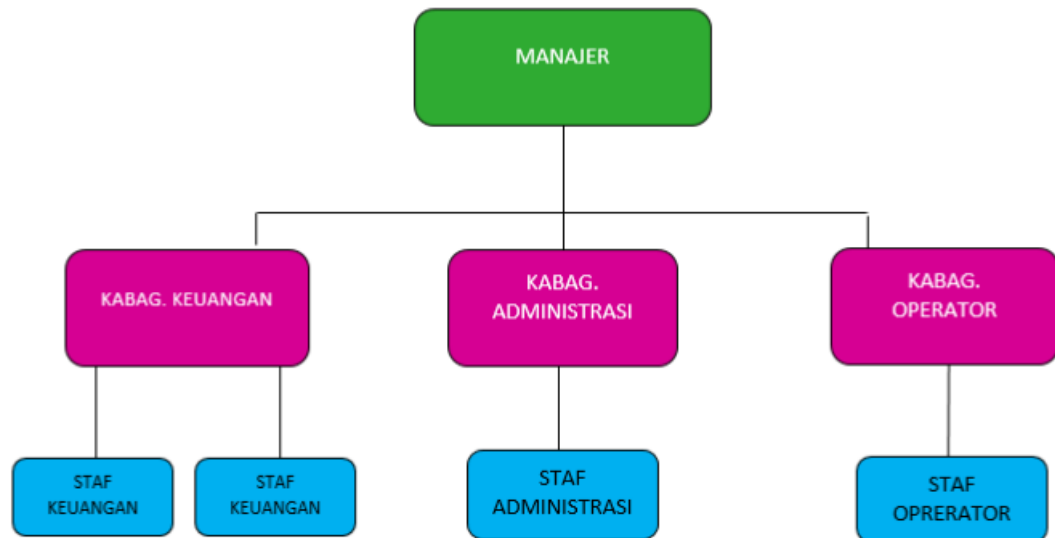 MANAJER
KABAG. KEUANGAN
KABAG.
ADMINISTRASI
KABAG.
OPERATOR
STAF
KEUANGAN
STAF
KEUANGAN
STAF
ADMINISTRASI
STAF
OPRERATOR